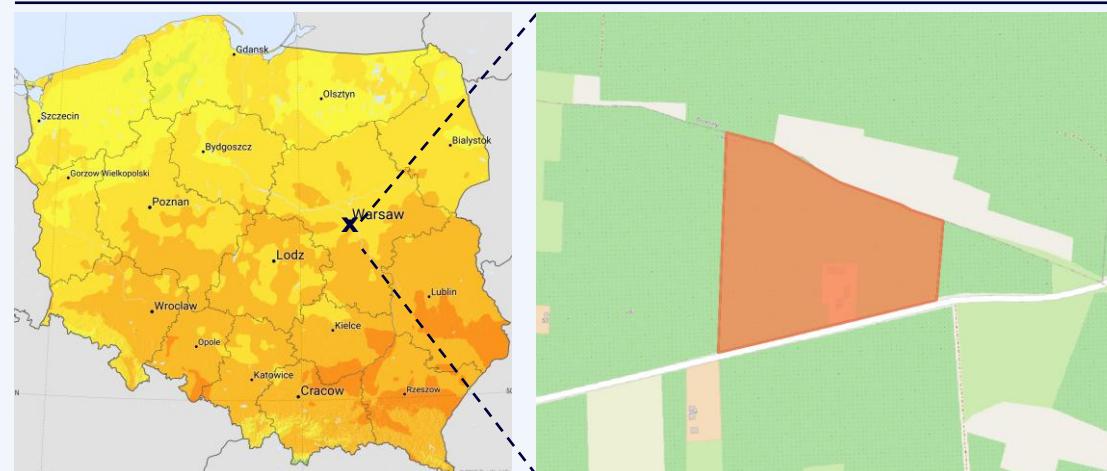 Gdansk
Olsztyn
Szczecin
Bialystok
Bydgoszcz
Gorzow Wielkopolski
Poznan
x Warsaw
Lodz
Lublin
Wroclaw
Kielce
Opole
Katowice
Cracow
Rzeszow
N